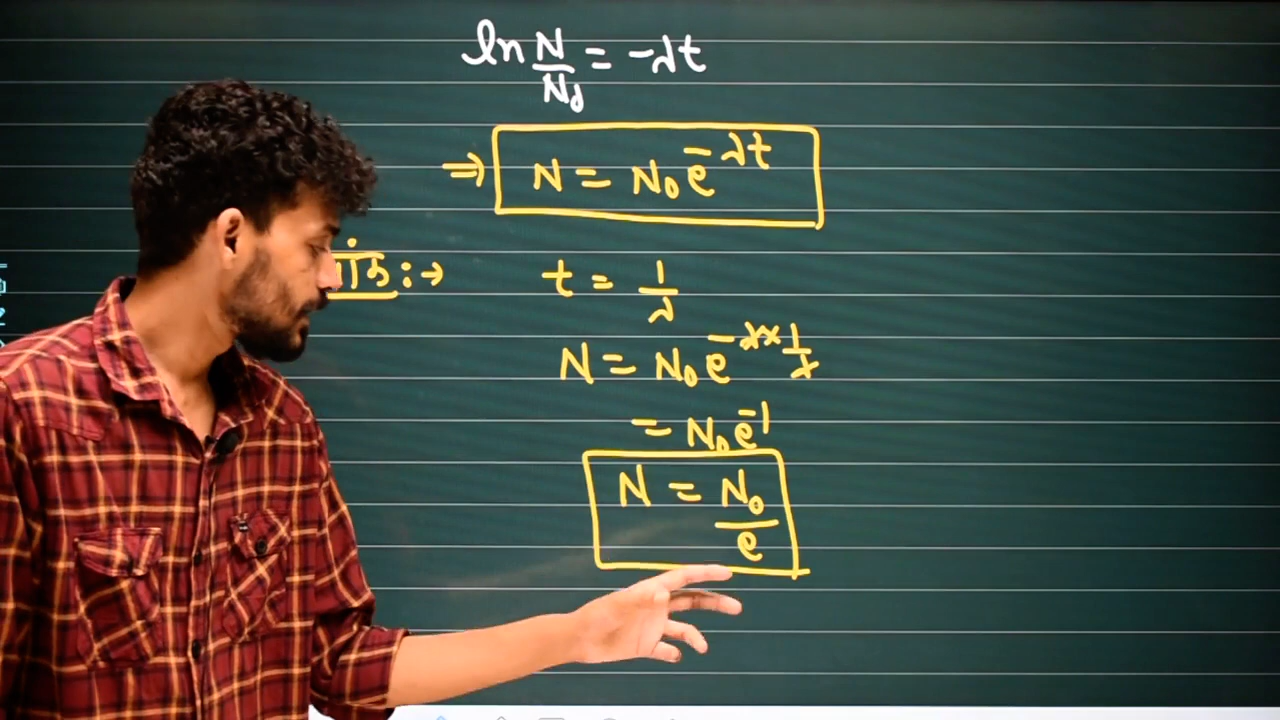 ln N/N₀ = -λt
⇒ N = N₀e^-λt
:→ t = 1/λ
N = N₀e^-λ×1/λ
= N₀e^-1
N = N₀/e